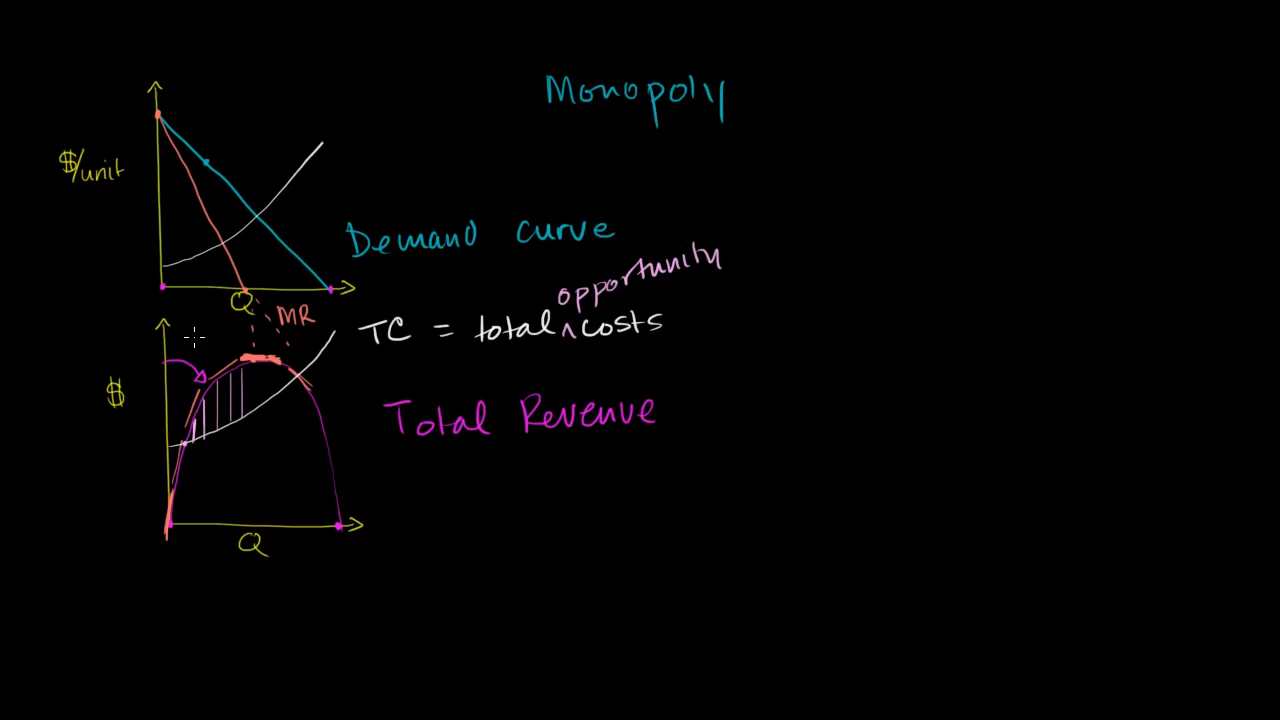 Monopoly
$/unit
Demand curve
opportunity
Q
MR
TC = total ^ costs
$
Total Revenue
Q